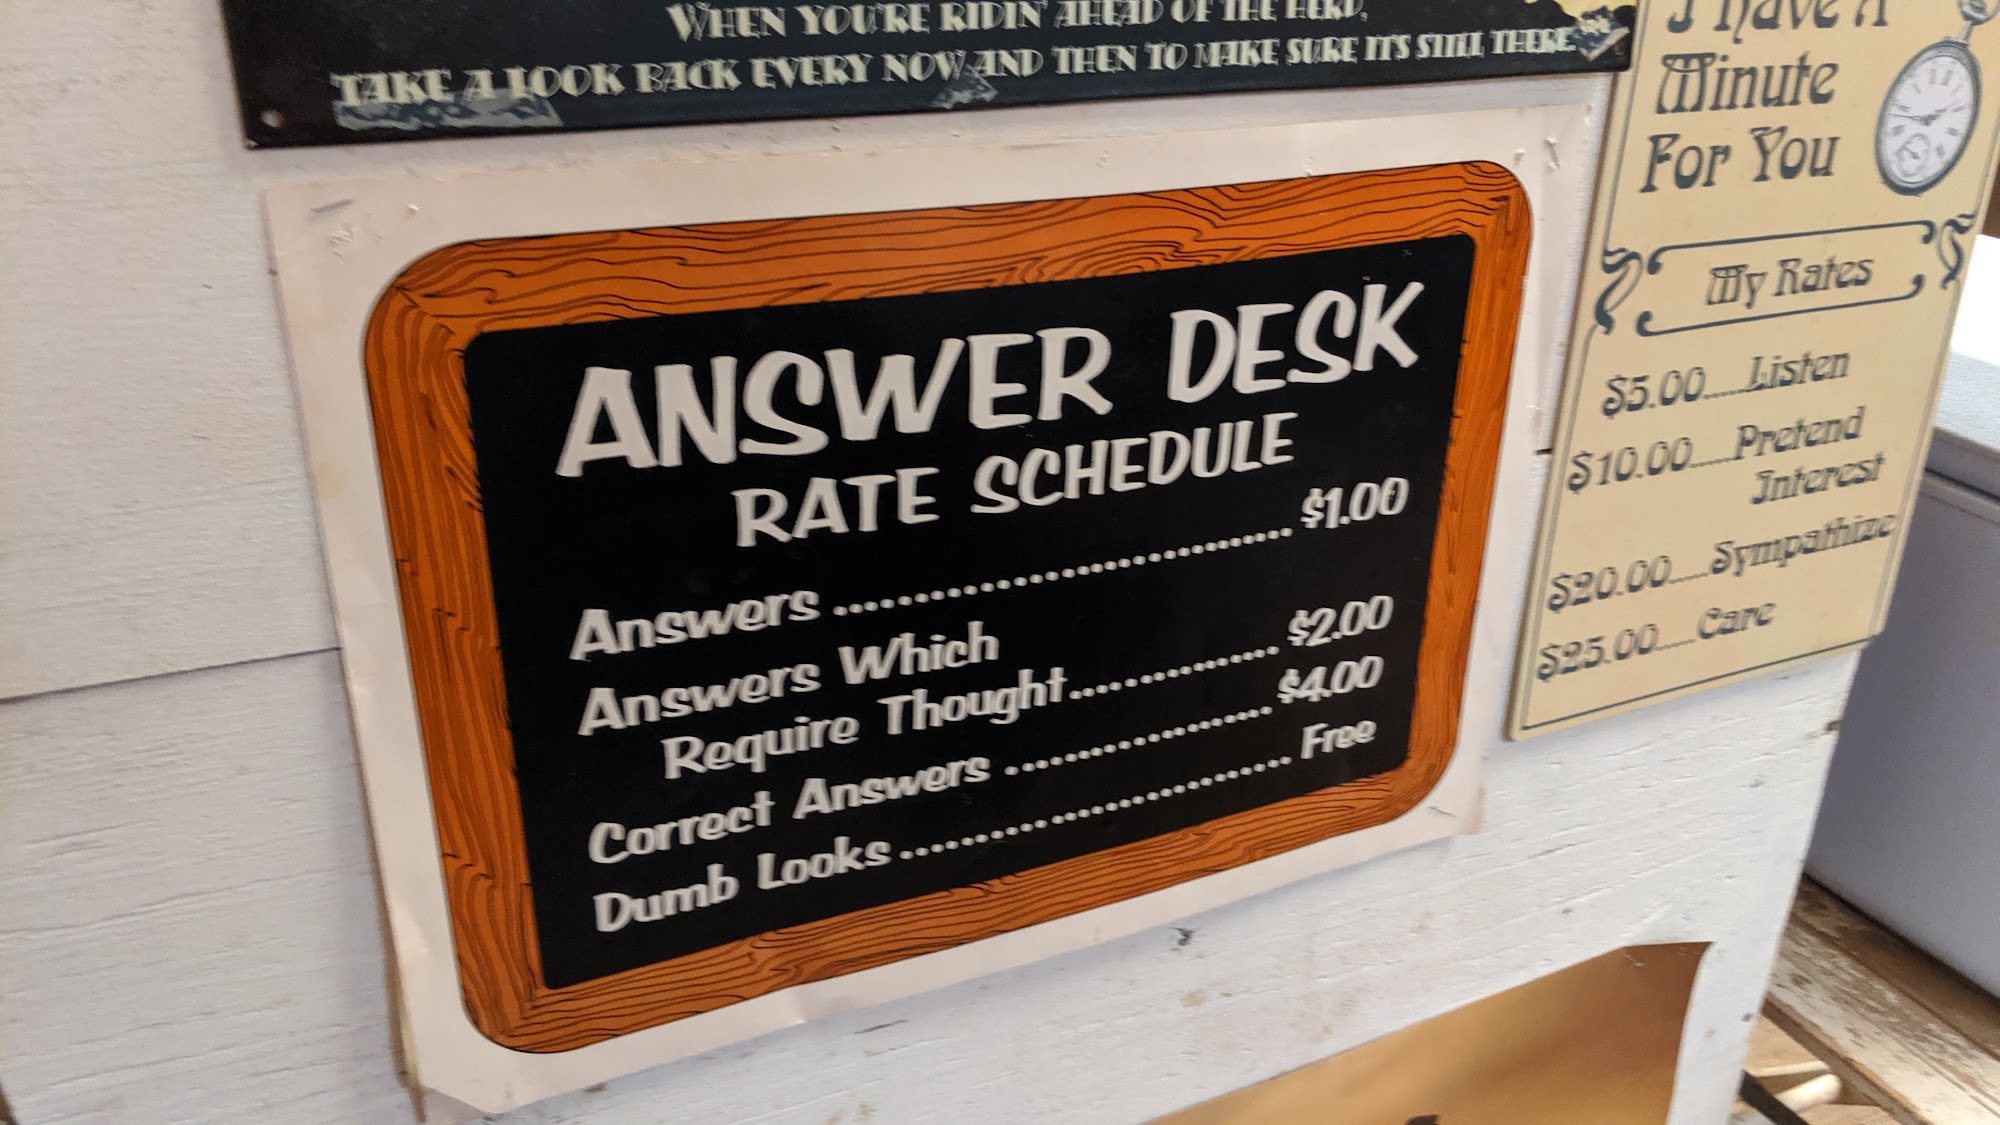 WHEN YOU'RE RIDIN' AHEAD OF THE HERD,
TAKE A LOOK BACK EVERY NOW AND THEN TO MAKE SURE IT'S STILL THERE.
ANSWER DESK
RATE SCHEDULE
Answers ........................................ $1.00
Answers Which
Require Thought................. $2.00
Correct Answers ..................... $4.00
Dumb Looks .............................. Free
I Have A
Minute
For You
My Rates
$5.00.....Listen
$10.00.....Pretend
Interest
$20.00.....Sympathize
$25.00.....Care